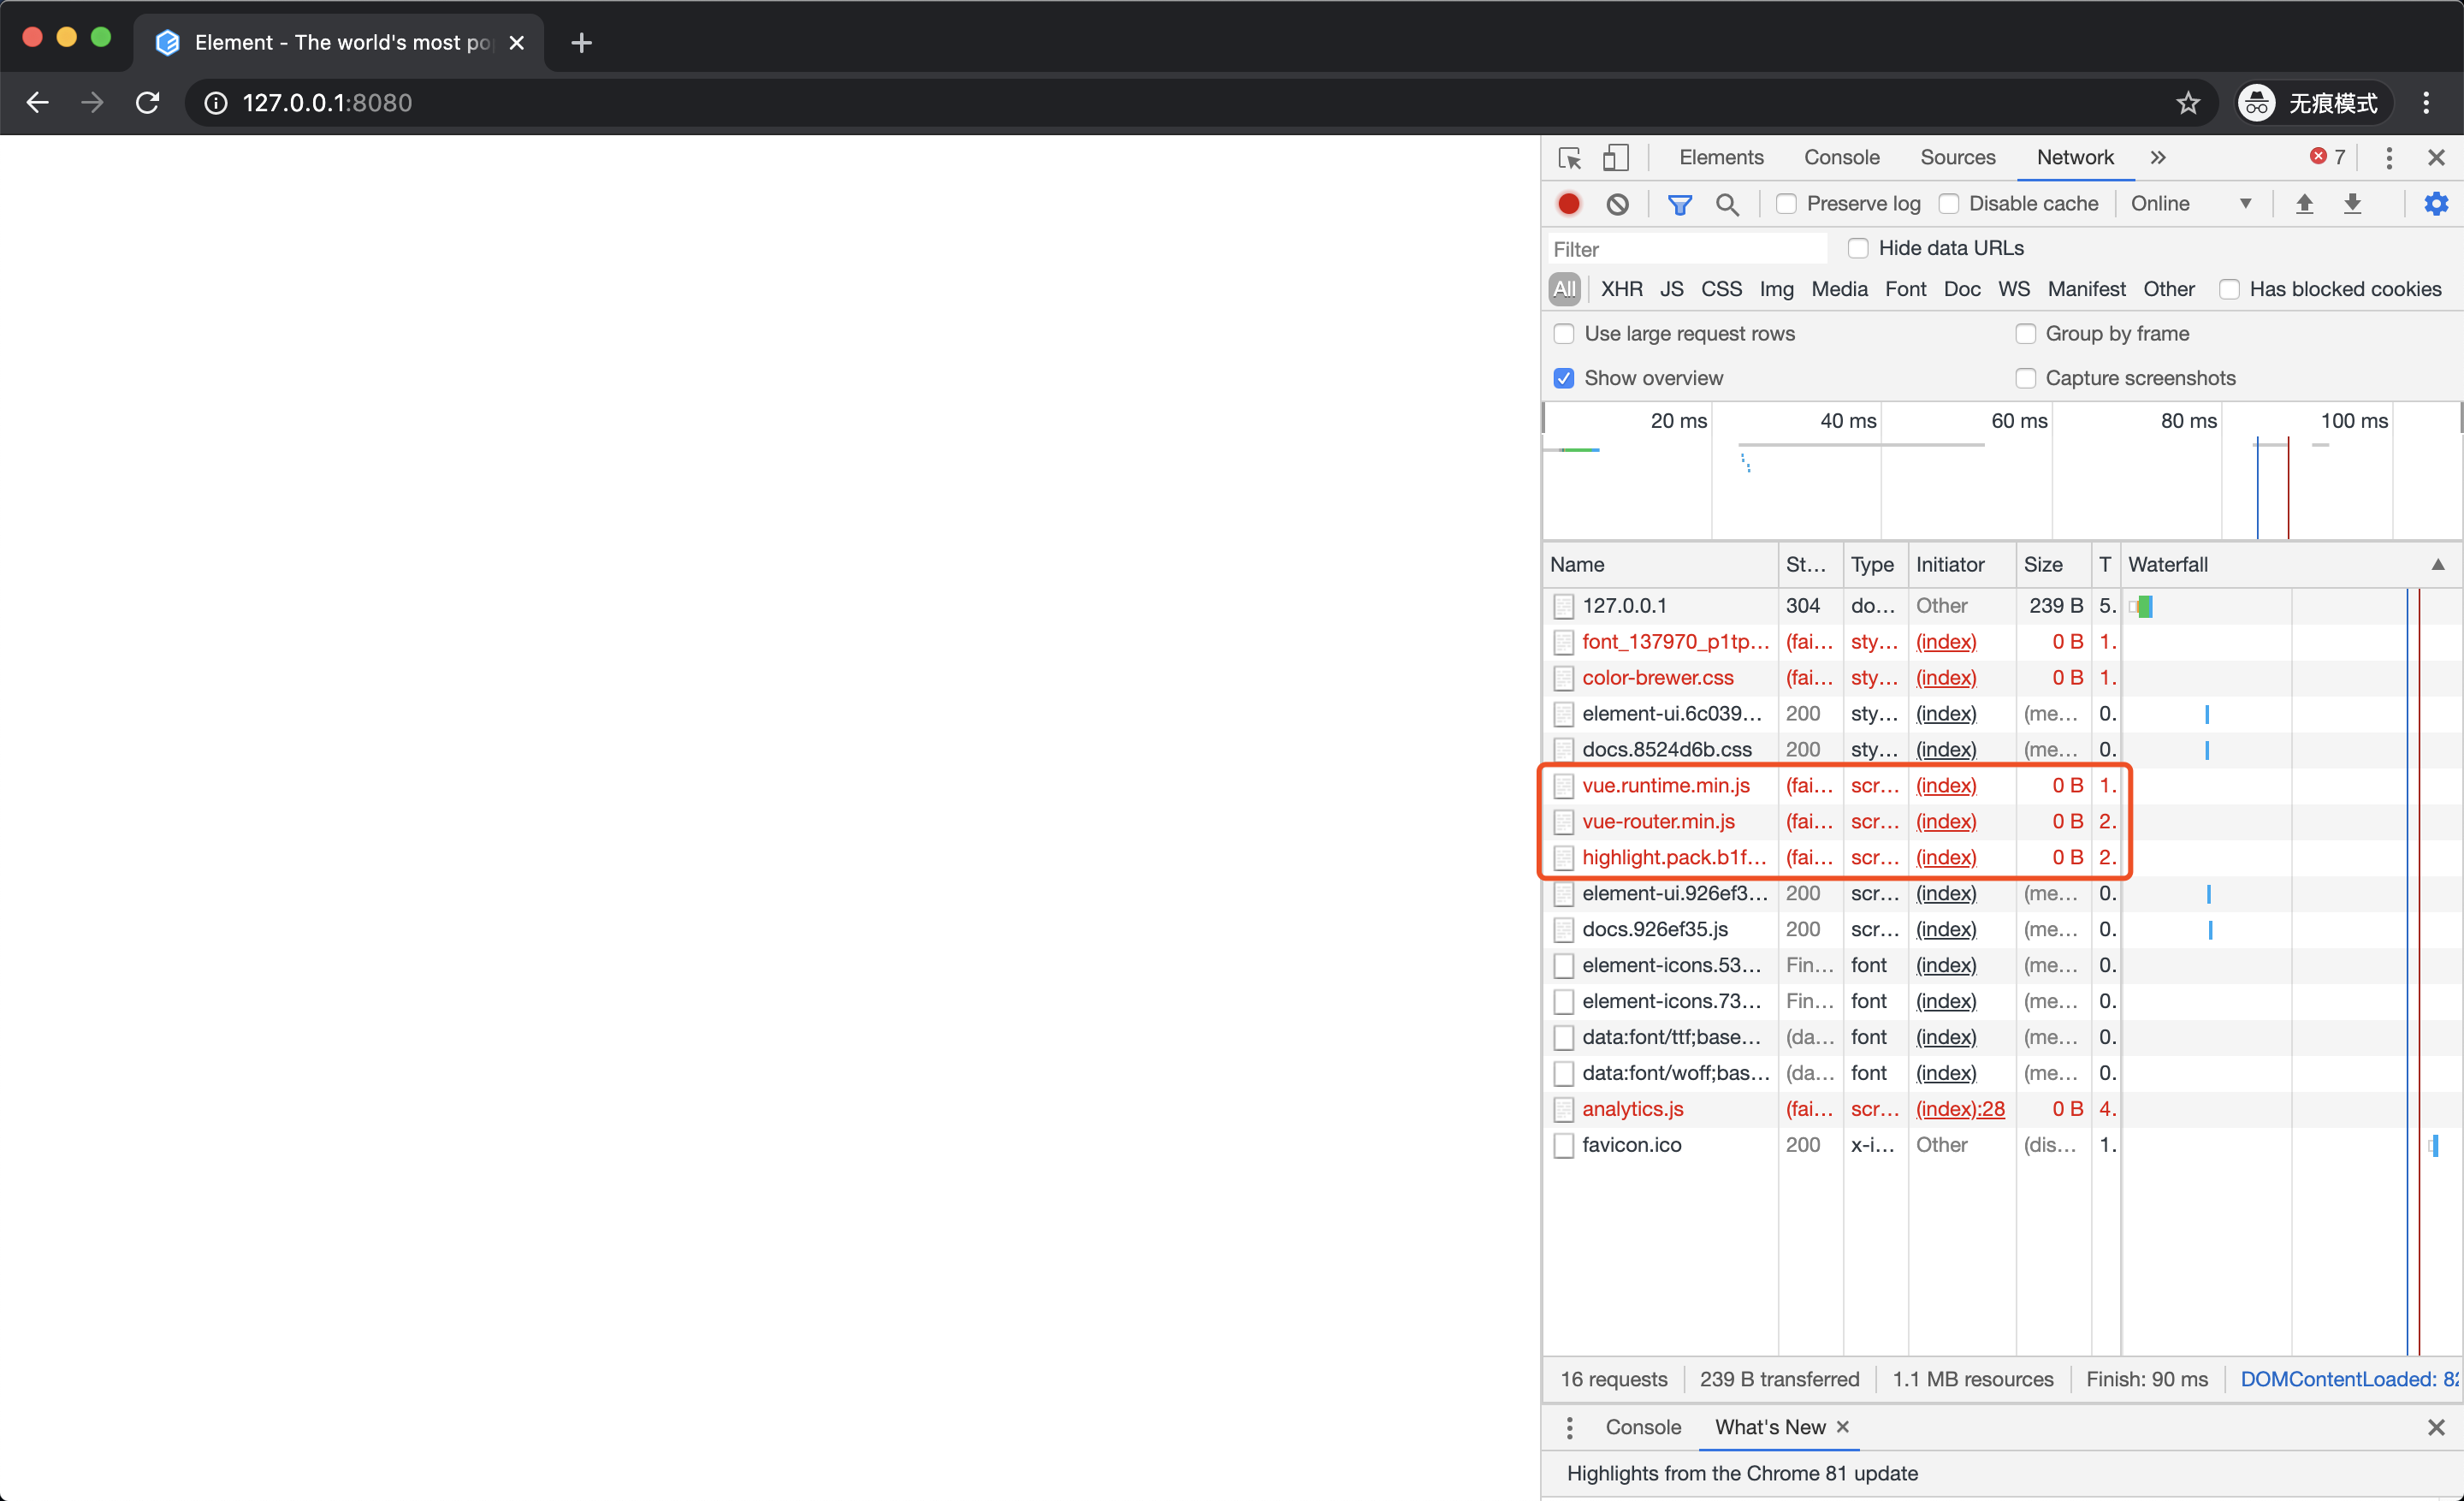 Element - The world's most po
127.0.0.1:8080
无痕模式
Elements Console Sources Network 7
Preserve log Disable cache Online
Filter Hide data URLs
All XHR JS CSS Img Media Font Doc WS Manifest Other Has blocked cookies
Use large request rows Group by frame
Show overview Capture screenshots
20 ms 40 ms 60 ms 80 ms 100 ms
Name St... Type Initiator Size T Waterfall
127.0.0.1 304 do... Other 239 B 5.
font_137970_p1tp... (fai... sty... (index) 0 B 1.
color-brewer.css (fai... sty... (index) 0 B 1.
element-ui.6c039... 200 sty... (index) (me... 0.
docs.8524d6b.css 200 sty... (index) (me... 0.
vue.runtime.min.js (fai... scr... (index) 0 B 1.
vue-router.min.js (fai... scr... (index) 0 B 2.
highlight.pack.b1f... (fai... scr... (index) 0 B 2.
element-ui.926ef3... 200 scr... (index) (me... 0.
docs.926ef35.js 200 scr... (index) (me... 0.
element-icons.53... Fin... font (index) (me... 0.
element-icons.73... Fin... font (index) (me... 0.
data:font/ttf;base... (da... font (index) (me... 0.
data:font/woff;bas... (da... font (index) (me... 0.
analytics.js (fai... scr... (index):28 0 B 4.
favicon.ico 200 x-i... Other (dis... 1.
16 requests 239 B transferred 1.1 MB resources Finish: 90 ms DOMContentLoaded: 82
Console What's New
Highlights from the Chrome 81 update